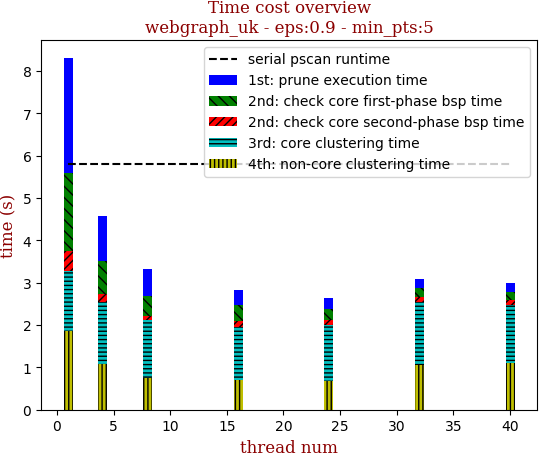 Time cost overview
webgraph_uk - eps:0.9 - min_pts:5
serial pscan runtime
1st: prune execution time
2nd: check core first-phase bsp time
2nd: check core second-phase bsp time
3rd: core clustering time
4th: non-core clustering time
time (s)
8
7
6
5
4
3
2
1
0
0 5 10 15 20 25 30 35 40
thread num